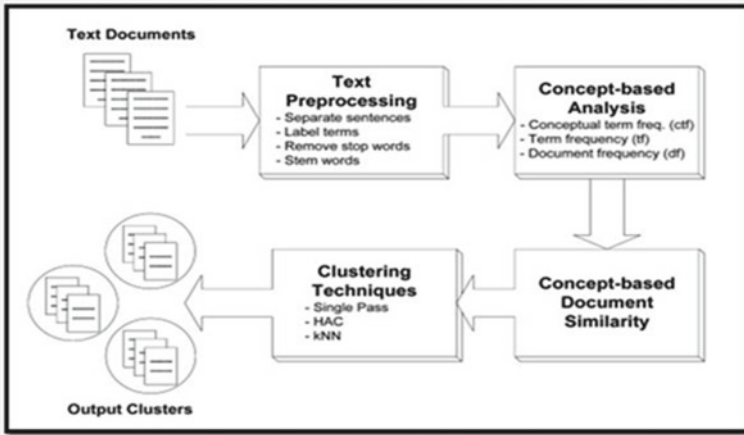 Text Documents
Text
Preprocessing
- Separate sentences
- Label terms
- Remove stop words
- Stem words
Concept-based
Analysis
- Conceptual term freq. (ctf)
- Term frequency (tf)
- Document frequency (df)
Concept-based
Document
Similarity
Clustering
Techniques
- Single Pass
- HAC
- kNN
Output Clusters